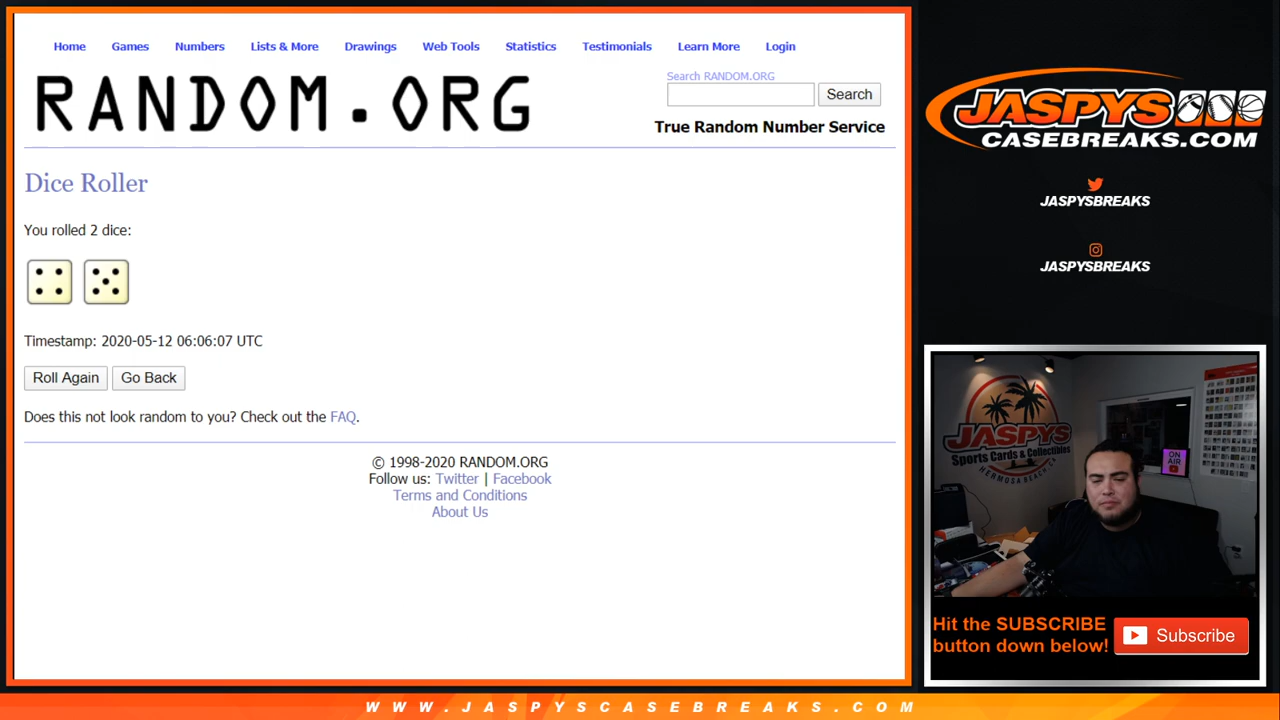 Home Games Numbers Lists & More Drawings Web Tools Statistics Testimonials Learn More Login
RANDOM.ORG
Search RANDOM.ORG
Search
True Random Number Service
Dice Roller
You rolled 2 dice:
Timestamp: 2020-05-12 06:06:07 UTC
Roll Again Go Back
Does this not look random to you? Check out the FAQ.
© 1998-2020 RANDOM.ORG
Follow us: Twitter | Facebook
Terms and Conditions
About Us
JASPYS
CASEBREAKS.COM
JASPYSBREAKS
JASPYSBREAKS
JASPYS
Sports Cards & Collectibles
HERMOSA BEACH, CA
ON
AIR
Hit the SUBSCRIBE
button down below!
Subscribe
WWW.JASPYSCASEBREAKS.COM